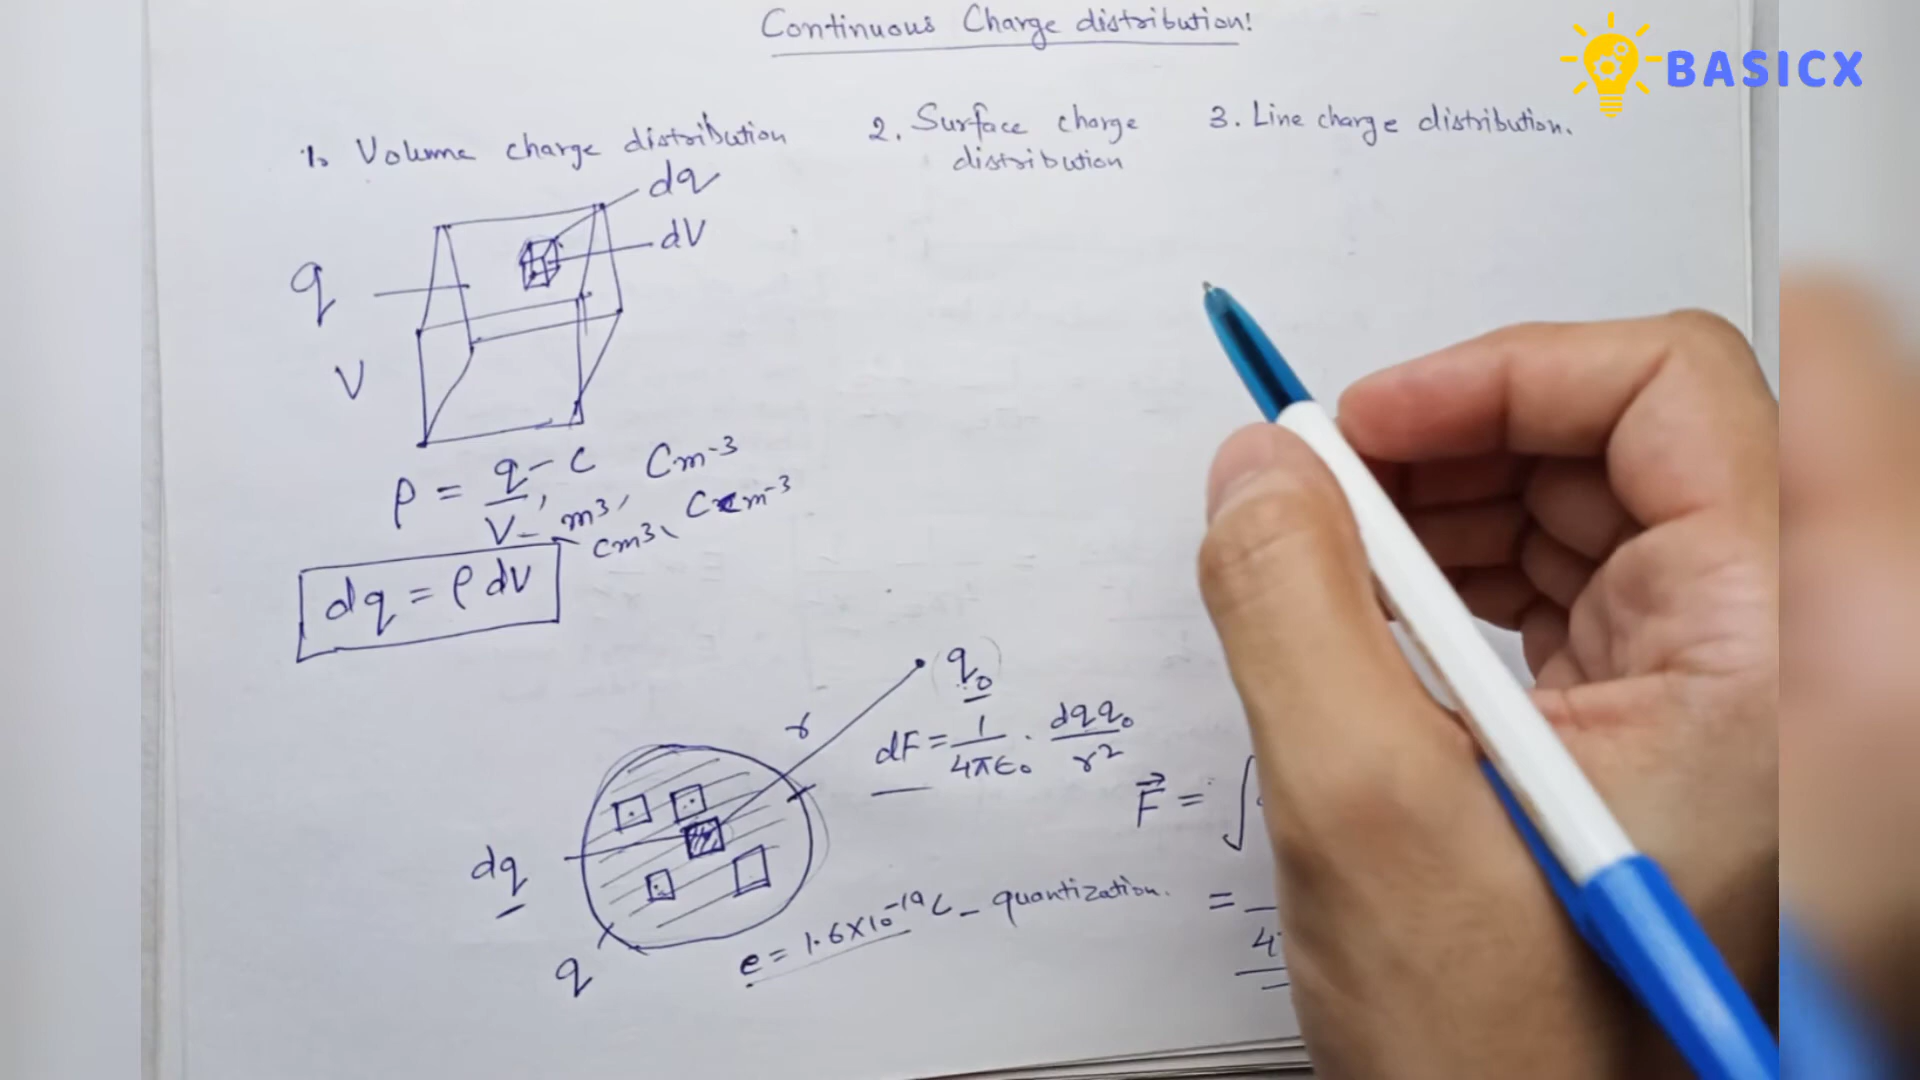 Continuous Charge distribution!
BASICX
1. Volume charge distribution
2. Surface charge
distribution
3. Line charge distribution.
dq
dV
q
V
ρ = q/V, - C m³, Cm⁻³
cm³, Ccm⁻³
dq = ρ dV
q₀
r
dF = 1/4πε₀ · dq q₀/r²
F⃗ = ∫
dq
e = 1.6×10⁻¹⁹ C - quantization.
=
4
q